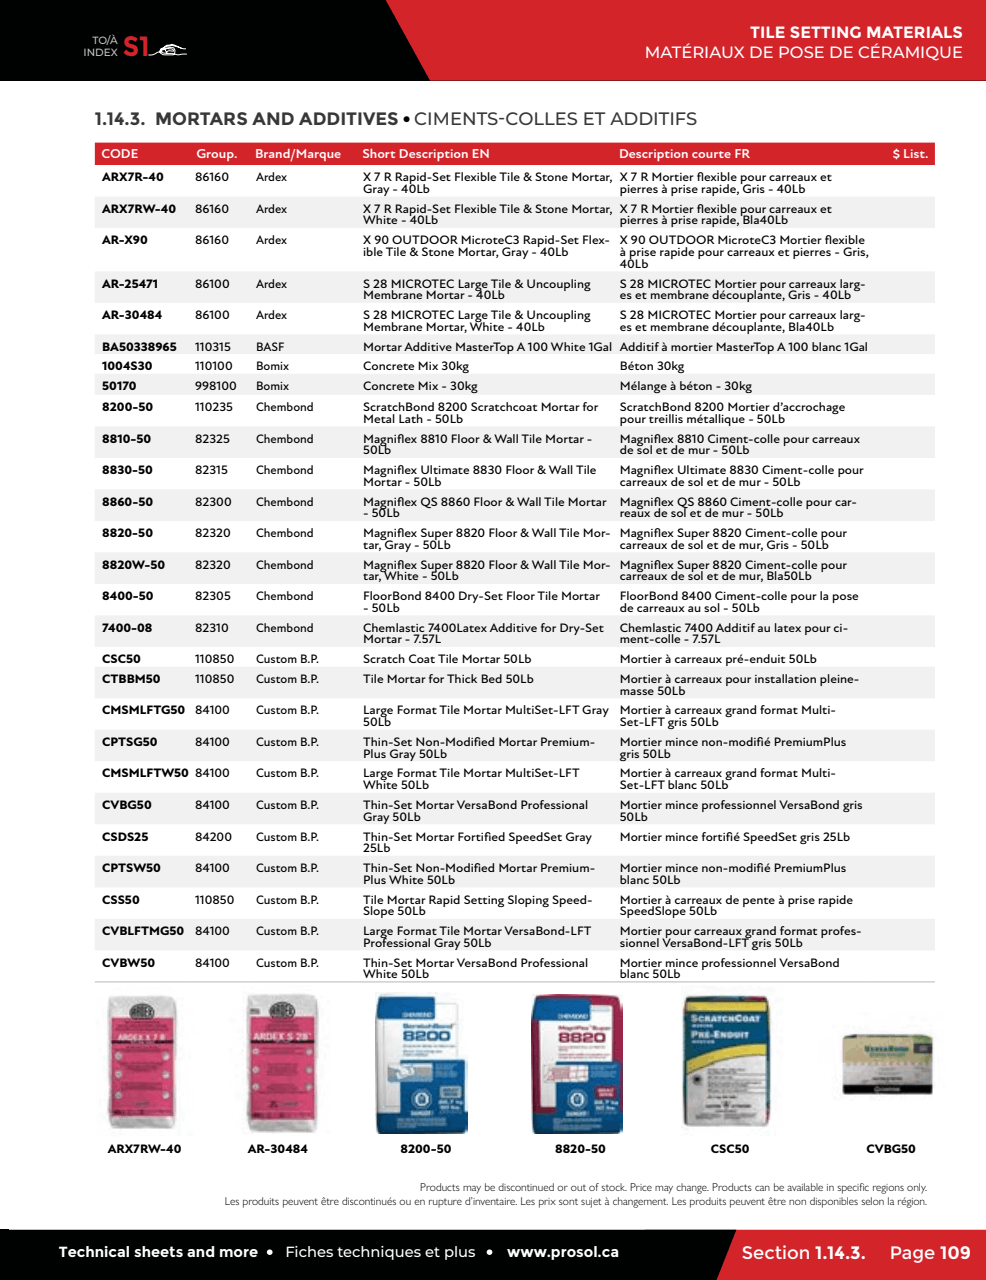 TO/À
INDEX S1
TILE SETTING MATERIALS
MATÉRIAUX DE POSE DE CÉRAMIQUE
1.14.3. MORTARS AND ADDITIVES • CIMENTS-COLLES ET ADDITIFS
CODE Group. Brand/Marque Short Description EN Description courte FR $ List.
ARX7R-40 86160 Ardex X 7 R Rapid-Set Flexible Tile & Stone Mortar, X 7 R Mortier flexible pour carreaux et
Gray - 40Lb pierres à prise rapide, Gris - 40Lb
ARX7RW-40 86160 Ardex X 7 R Rapid-Set Flexible Tile & Stone Mortar, X 7 R Mortier flexible pour carreaux et
White - 40Lb pierres à prise rapide, Bla40Lb
AR-X90 86160 Ardex X 90 OUTDOOR MicroteC3 Rapid-Set Flex- X 90 OUTDOOR MicroteC3 Mortier flexible
ible Tile & Stone Mortar, Gray - 40Lb à prise rapide pour carreaux et pierres - Gris,
40Lb
AR-25471 86100 Ardex S 28 MICROTEC Large Tile & Uncoupling S 28 MICROTEC Mortier pour carreaux larg-
Membrane Mortar - 40Lb es et membrane découplante, Gris - 40Lb
AR-30484 86100 Ardex S 28 MICROTEC Large Tile & Uncoupling S 28 MICROTEC Mortier pour carreaux larg-
Membrane Mortar, White - 40Lb es et membrane découplante, Bla40Lb
BA50338965 110315 BASF Mortar Additive MasterTop A 100 White 1Gal Additif à mortier MasterTop A 100 blanc 1Gal
1004S30 110100 Bomix Concrete Mix 30kg Béton 30kg
50170 998100 Bomix Concrete Mix - 30kg Mélange à béton - 30kg
8200-50 110235 Chembond ScratchBond 8200 Scratchcoat Mortar for ScratchBond 8200 Mortier d'accrochage
Metal Lath - 50Lb pour treillis métallique - 50Lb
8810-50 82325 Chembond Magniflex 8810 Floor & Wall Tile Mortar - Magniflex 8810 Ciment-colle pour carreaux
50Lb de sol et de mur - 50Lb
8830-50 82315 Chembond Magniflex Ultimate 8830 Floor & Wall Tile Magniflex Ultimate 8830 Ciment-colle pour
Mortar - 50Lb carreaux de sol et de mur - 50Lb
8860-50 82300 Chembond Magniflex QS 8860 Floor & Wall Tile Mortar Magniflex QS 8860 Ciment-colle pour car-
- 50Lb reaux de sol et de mur - 50Lb
8820-50 82320 Chembond Magniflex Super 8820 Floor & Wall Tile Mor- Magniflex Super 8820 Ciment-colle pour
tar, Gray - 50Lb carreaux de sol et de mur, Gris - 50Lb
8820W-50 82320 Chembond Magniflex Super 8820 Floor & Wall Tile Mor- Magniflex Super 8820 Ciment-colle pour
tar, White - 50Lb carreaux de sol et de mur, Bla50Lb
8400-50 82305 Chembond FloorBond 8400 Dry-Set Floor Tile Mortar FloorBond 8400 Ciment-colle pour la pose
- 50Lb de carreaux au sol - 50Lb
7400-08 82310 Chembond Chemlastic 7400Latex Additive for Dry-Set Chemlastic 7400 Additif au latex pour ci-
Mortar - 7.57L ment-colle - 7.57L
CSC50 110850 Custom B.P. Scratch Coat Tile Mortar 50Lb Mortier à carreaux pré-enduit 50Lb
CTBBM50 110850 Custom B.P. Tile Mortar for Thick Bed 50Lb Mortier à carreaux pour installation pleine-
masse 50Lb
CMSMLFTG50 84100 Custom B.P. Large Format Tile Mortar MultiSet-LFT Gray Mortier à carreaux grand format Multi-
50Lb Set-LFT gris 50Lb
CPTSG50 84100 Custom B.P. Thin-Set Non-Modified Mortar Premium- Mortier mince non-modifié PremiumPlus
Plus Gray 50Lb gris 50Lb
CMSMLFTW50 84100 Custom B.P. Large Format Tile Mortar MultiSet-LFT Mortier à carreaux grand format Multi-
White 50Lb Set-LFT blanc 50Lb
CVBG50 84100 Custom B.P. Thin-Set Mortar VersaBond Professional Mortier mince professionnel VersaBond gris
Gray 50Lb 50Lb
CSDS25 84200 Custom B.P. Thin-Set Mortar Fortified SpeedSet Gray Mortier mince fortifié SpeedSet gris 25Lb
25Lb
CPTSW50 84100 Custom B.P. Thin-Set Non-Modified Mortar Premium- Mortier mince non-modifié PremiumPlus
Plus White 50Lb blanc 50Lb
CSS50 110850 Custom B.P. Tile Mortar Rapid Setting Sloping Speed- Mortier à carreaux de pente à prise rapide
Slope 50Lb SpeedSlope 50Lb
CVBLFTMG50 84100 Custom B.P. Large Format Tile Mortar VersaBond-LFT Mortier pour carreaux grand format profes-
Professional Gray 50Lb sionnel VersaBond-LFT gris 50Lb
CVBW50 84100 Custom B.P. Thin-Set Mortar VersaBond Professional Mortier mince professionnel VersaBond
White 50Lb blanc 50Lb
ARDEX
ARDEX X 7 R
ARDEX
ARDEX S 28
CHEMBOND
ScratchBond
8200
CHEMBOND
MagniFlex Super
8820
SCRATCHCOAT
PRÉ-ENDUIT
VERSABOND
ARX7RW-40 AR-30484 8200-50 8820-50 CSC50 CVBG50
Products may be discontinued or out of stock. Price may change. Products can be available in specific regions only.
Les produits peuvent être discontinués ou en rupture d'inventaire. Les prix sont sujet à changement. Les produits peuvent être non disponibles selon la région.
Technical sheets and more • Fiches techniques et plus • www.prosol.ca
Section 1.14.3. Page 109